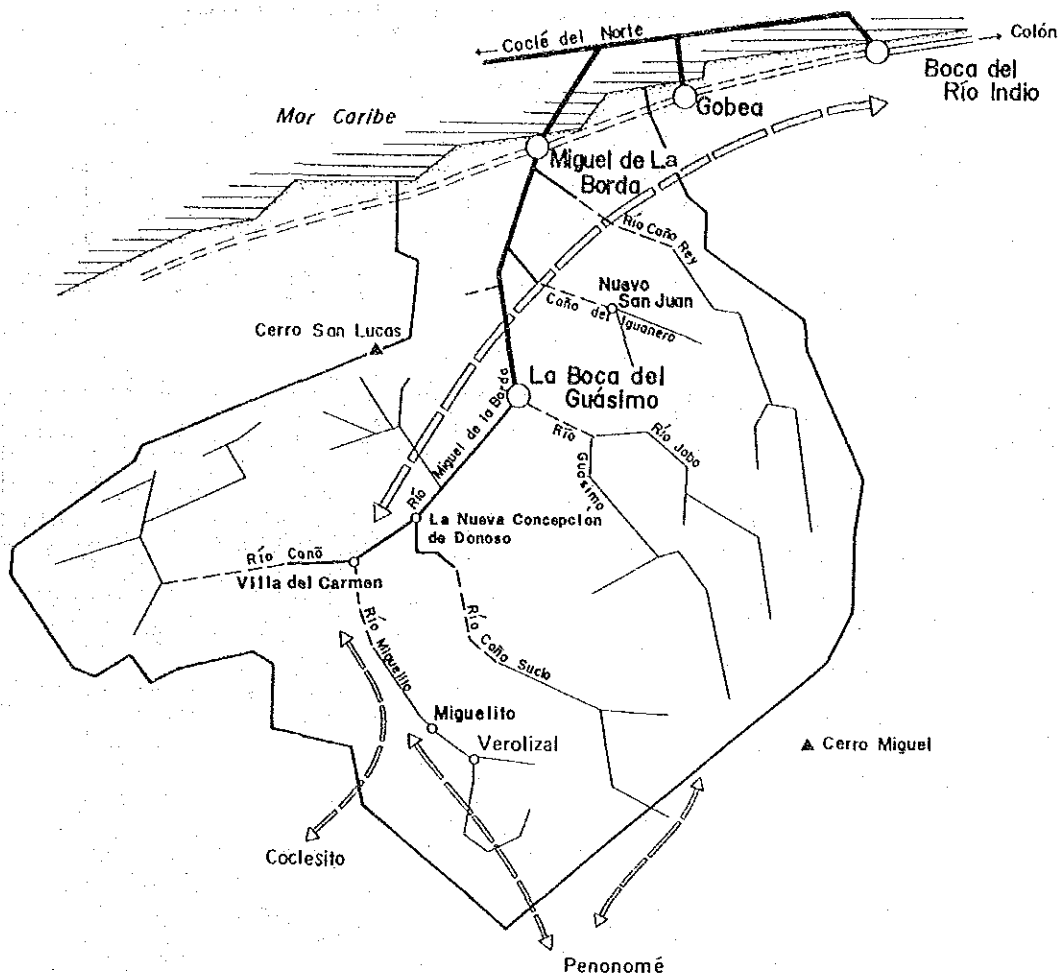 Coclé del Norte
Colón
Boca del
Río Indio
Gobea
Mar Caribe
Miguel de La
Borda
Río Caño Rey
Nuevo
San Juan
Caño del Iguanero
Cerro San Lucas
La Boca del
Guásimo
Río Miguel de la Borda
Río Guásimo
Río Jobo
La Nueva Concepción
de Donoso
Río Canõ
Villa del Carmen
Río Miguelito
Río Caño Sucio
Miguelito
Verolizal
Cerro Miguel
Coclesito
Penonomé